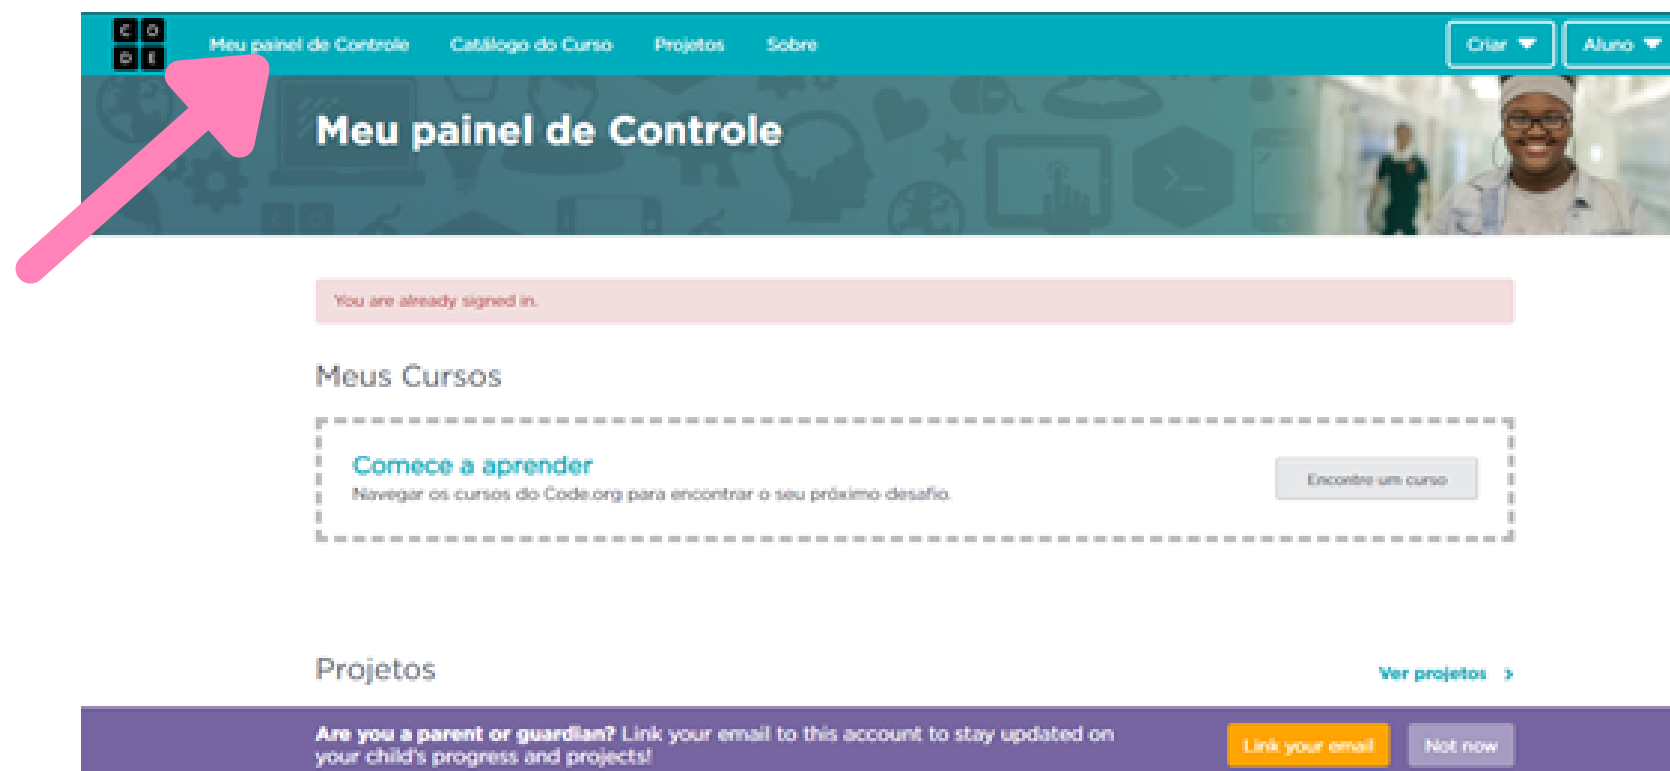 C O
D E
Meu painel de Controle Catálogo do Curso Projetos Sobre Criar Aluno
Meu painel de Controle
You are already signed in.
Meus Cursos
Comece a aprender
Navegar os cursos do Code.org para encontrar o seu próximo desafio.
Encontre um curso
Projetos
Ver projetos >
Are you a parent or guardian? Link your email to this account to stay updated on
your child's progress and projects!
Link your email Not now